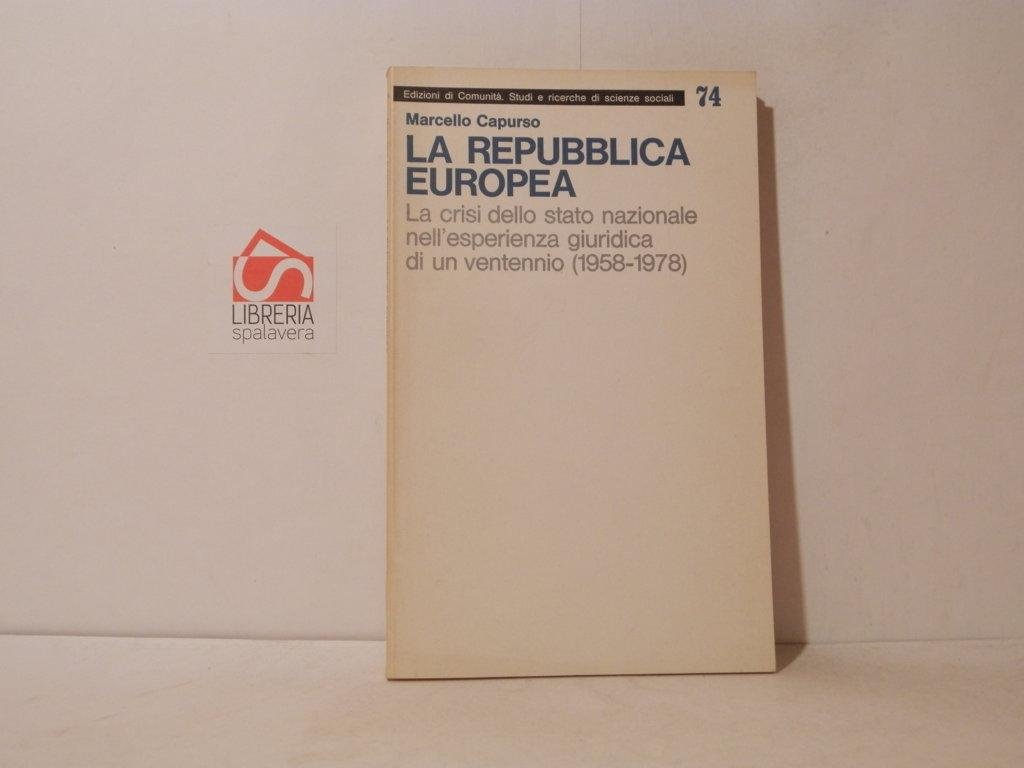 Edizioni di Comunità. Studi e ricerche di scienze sociali 74
Marcello Capurso
LA REPUBBLICA
EUROPEA
La crisi dello stato nazionale
nell'esperienza giuridica
di un ventennio (1958-1978)
LIBRERIA
spalavera